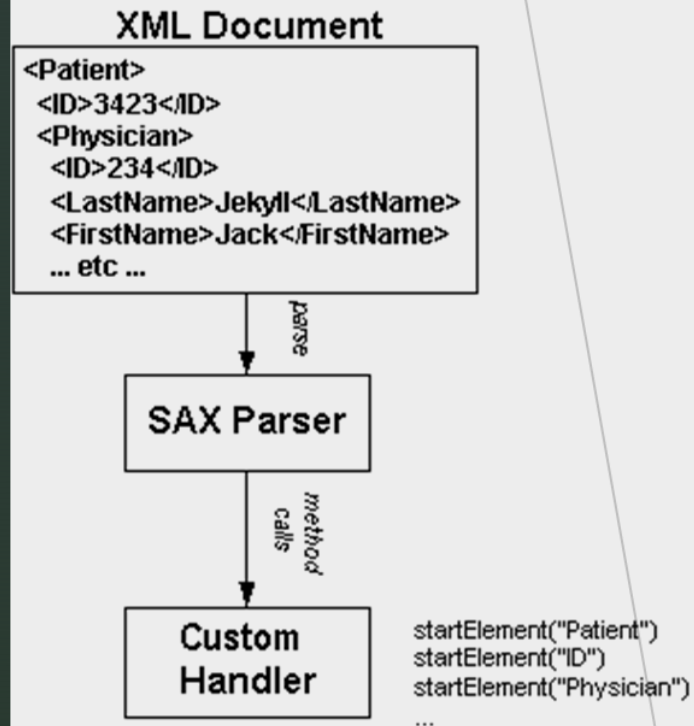 XML Document
<Patient>
<ID>3423</ID>
<Physician>
<ID>234</ID>
<LastName>Jekyll</LastName>
<FirstName>Jack</FirstName>
... etc ...
parse
SAX Parser
method
calls
Custom
Handler
startElement("Patient")
startElement("ID")
startElement("Physician")
...